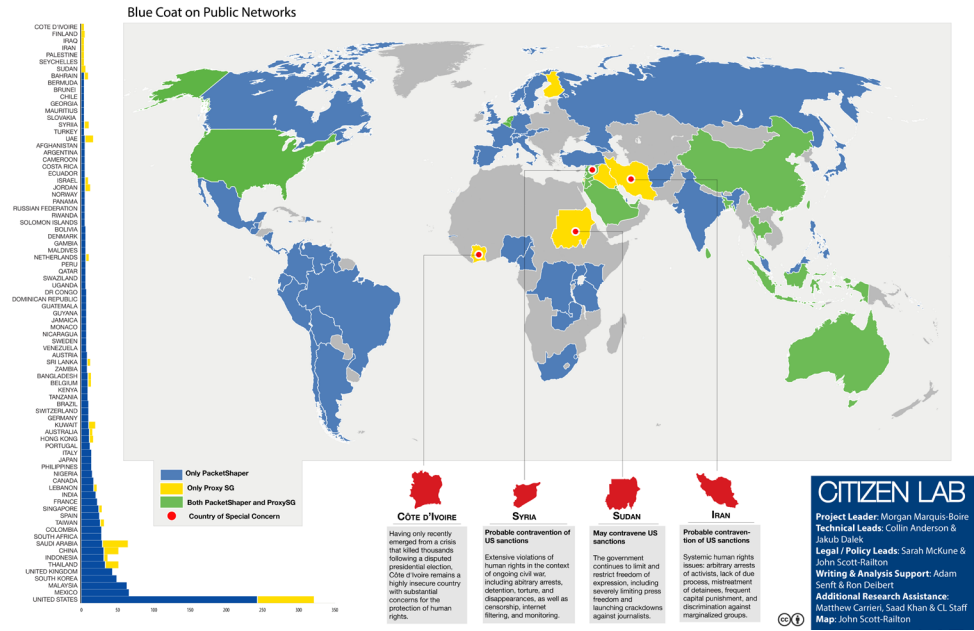 Blue Coat on Public Networks
COTE D'IVOIRE
FINLAND
IRAQ
IRAN
PALESTINE
SEYCHELLES
SUDAN
BAHRAIN
BERMUDA
BRUNEI
CHILE
GEORGIA
MAURITIUS
SLOVAKIA
SYRIIA
TURKEY
UAE
AFGHANISTAN
ARGENTINA
CAMEROON
COSTA RICA
ECUADOR
ISRAEL
JORDAN
NORWAY
PANAMA
RUSSIAN FEDERATION
RWANDA
SOLOMON ISLANDS
BOLIVIA
DENMARK
GAMBIA
MALDIVES
NETHERLANDS
PERU
QATAR
SWAZILAND
UGANDA
DR CONGO
DOMINICAN REPUBLIC
GUATEMALA
GUYANA
JAMAICA
MONACO
NICARAGUA
SWEDEN
VENEZUELA
AUSTRIA
SRI LANKA
ZAMBIA
BANGLADESH
BELGIUM
KENYA
TANZANIA
BRAZIL
SWITZERLAND
GERMANY
KUWAIT
AUSTRALIA
HONG KONG
PORTUGAL
ITALY
JAPAN
PHILIPPINES
NIGERIA
CANADA
LEBANON
INDIA
FRANCE
SINGAPORE
SPAIN
TAIWAN
COLOMBIA
SOUTH AFRICA
SAUDI ARABIA
CHINA
INDONESIA
THAILAND
UNITED KINGDOM
SOUTH KOREA
MALAYSIA
MEXICO
UNITED STATES
0 50 100 150 200 250 300 350
Only PacketShaper
Only Proxy SG
Both PacketShaper and ProxySG
Country of Special Concern
CÔTE D'IVOIRE
Having only recently
emerged from a crisis
that killed thousands
following a disputed
presidential election,
Côte d'Ivoire remains a
highly insecure country
with substantial
concerns for the
protection of human
rights.
SYRIA
Probable contravention of
US sanctions
Extensive violations of
human rights in the context
of ongoing civil war,
including arbitrary arrests,
detention, torture, and
disappearances, as well as
censorship, internet
filtering, and monitoring.
SUDAN
May contravene US
sanctions
The government
continues to limit and
restrict freedom of
expression, including
severely limiting press
freedom and
launching crackdowns
against journalists.
IRAN
Probable contraven-
tion of US sanctions
Systemic human rights
issues: arbitrary arrests
of activists, lack of due
process, mistreatment
of detainees, frequent
capital punishment, and
discrimination against
marginalized groups.
CITIZEN LAB
Project Leader: Morgan Marquis-Boire
Technical Leads: Collin Anderson &
Jakub Dalek
Legal / Policy Leads: Sarah McKune &
John Scott-Railton
Writing & Analysis Support: Adam
Senft & Ron Deibert
Additional Research Assistance:
Matthew Carrieri, Saad Khan & CL Staff
Map: John Scott-Railton
cc